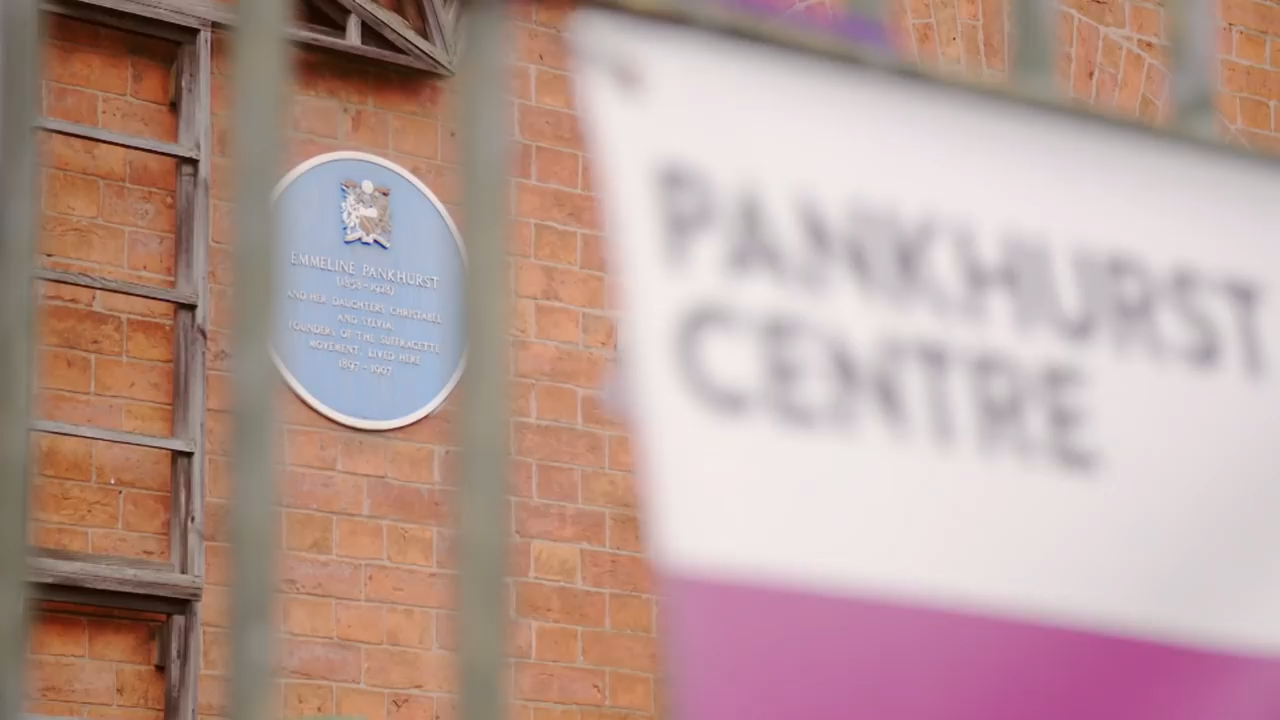 EMMELINE PANKHURST
(1858-1928)
AND HER DAUGHTERS CHRISTABEL
AND SYLVIA,
FOUNDERS OF THE SUFFRAGETTE
MOVEMENT, LIVED HERE
1897-1907
PANKHURST
CENTRE